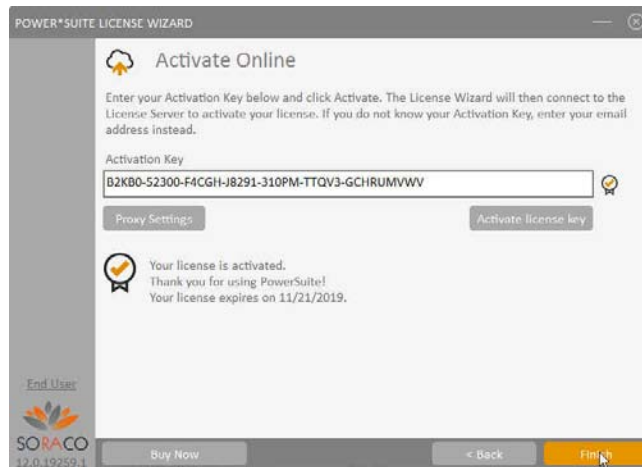 POWER*SUITE LICENSE WIZARD
Activate Online
Enter your Activation Key below and click Activate. The License Wizard will then connect to the
License Server to activate your license. If you do not know your Activation Key, enter your email
address instead.
Activation Key
B2KB0-52300-F4CGH-J8291-310PM-TTQV3-GCHRUMVWV
Proxy Settings
Activate license key
Your license is activated.
Thank you for using PowerSuite!
Your license expires on 11/21/2019.
End User
SORACO
12.0.19259.1
Buy Now
< Back
Finish